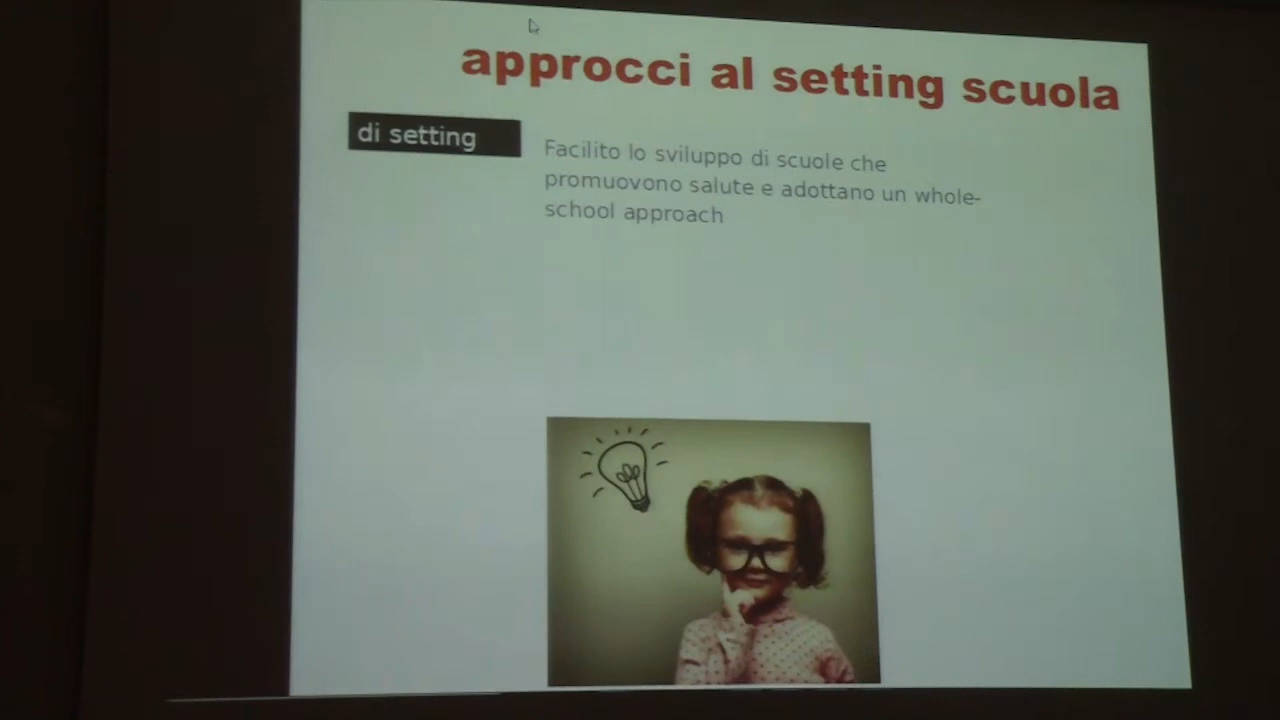 approcci al setting scuola
di setting
Facilito lo sviluppo di scuole che
promuovono salute e adottano un whole-
school approach